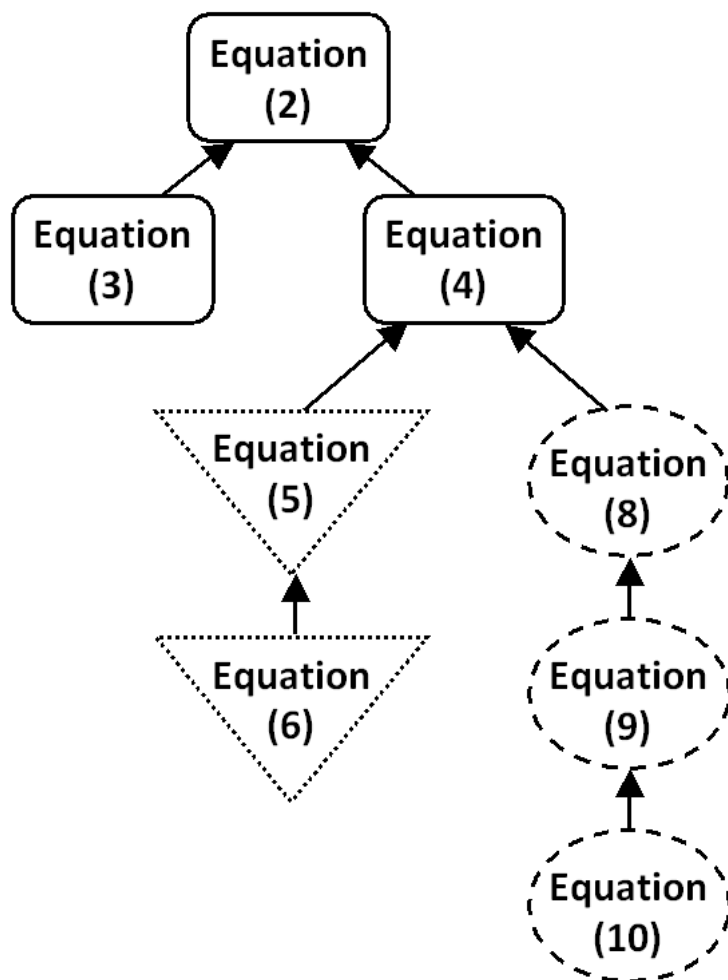 Equation
(2)
Equation
(3)
Equation
(4)
Equation
(5)
Equation
(8)
Equation
(6)
Equation
(9)
Equation
(10)